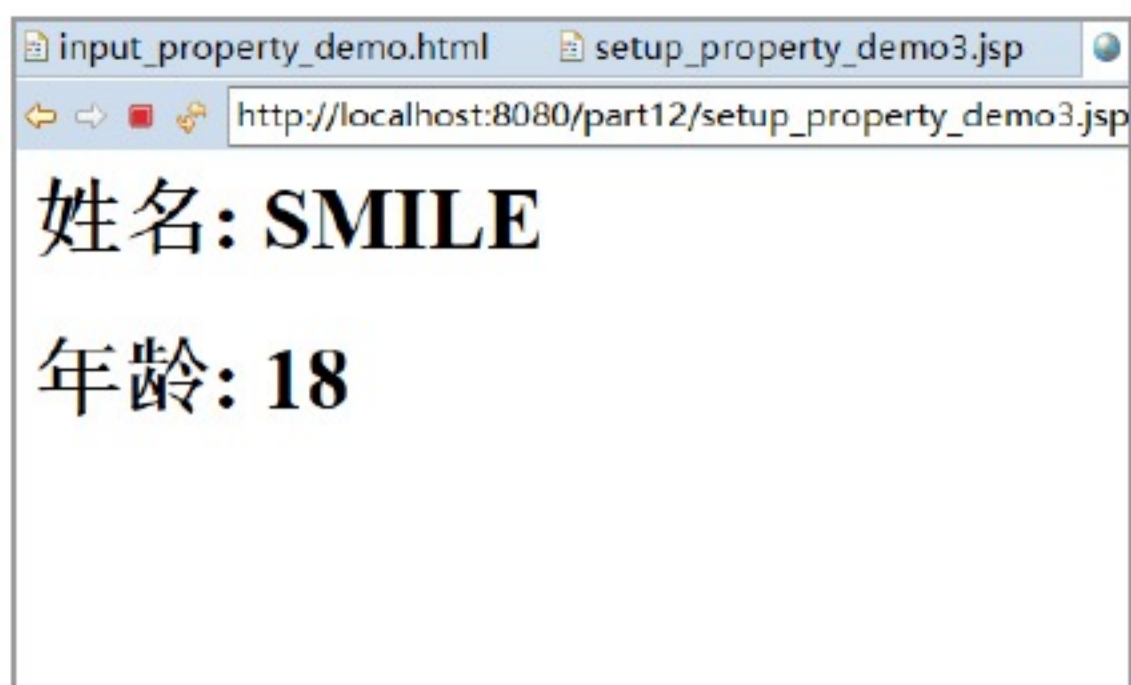 input_property_demo.html setup_property_demo3.jsp
http://localhost:8080/part12/setup_property_demo3.jsp
姓名: SMILE
年龄: 18